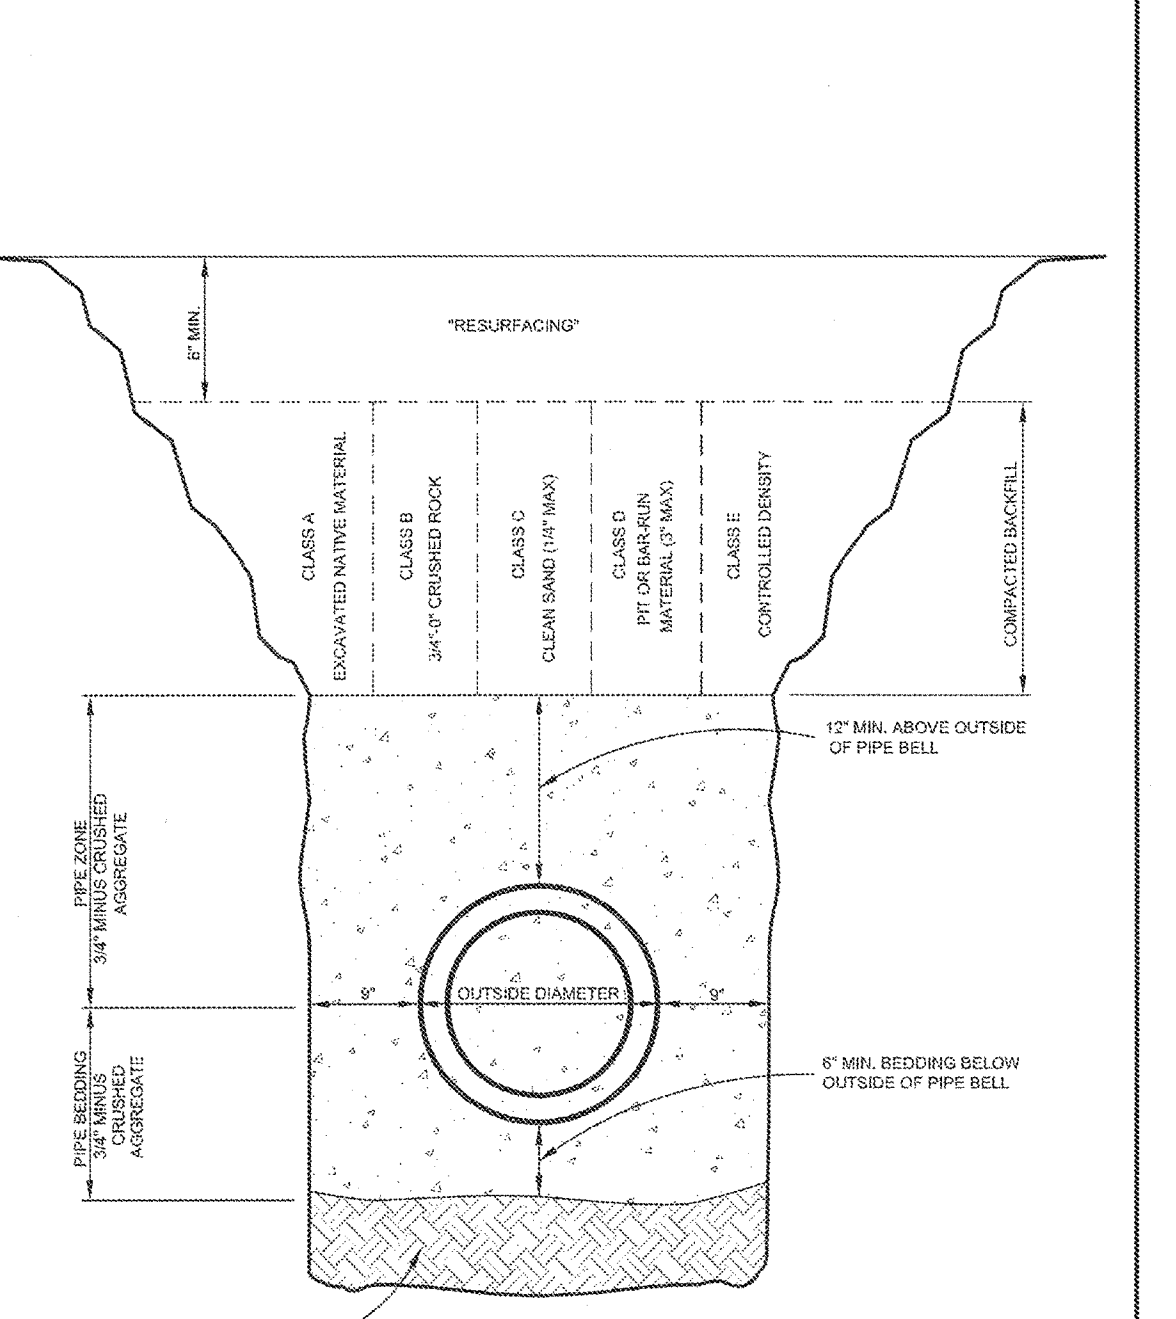 "RESURFACING"
MIN.
CLASS A
EXCAVATED NATIVE MATERIAL
CLASS B
3/4"-0" CRUSHED ROCK
CLASS C
CLEAN SAND (1/4" MAX)
CLASS D
PIT OR BAR-RUN
MATERIAL (3" MAX)
CLASS E
CONTROLLED DENSITY
COMPACTED BACKFILL
12" MIN. ABOVE OUTSIDE
OF PIPE BELL
PIPE ZONE
3/4" MINUS CRUSHED
AGGREGATE
9"
OUTSIDE DIAMETER
9"
PIPE BEDDING
3/4" MINUS
CRUSHED
AGGREGATE
6" MIN. BEDDING BELOW
OUTSIDE OF PIPE BELL